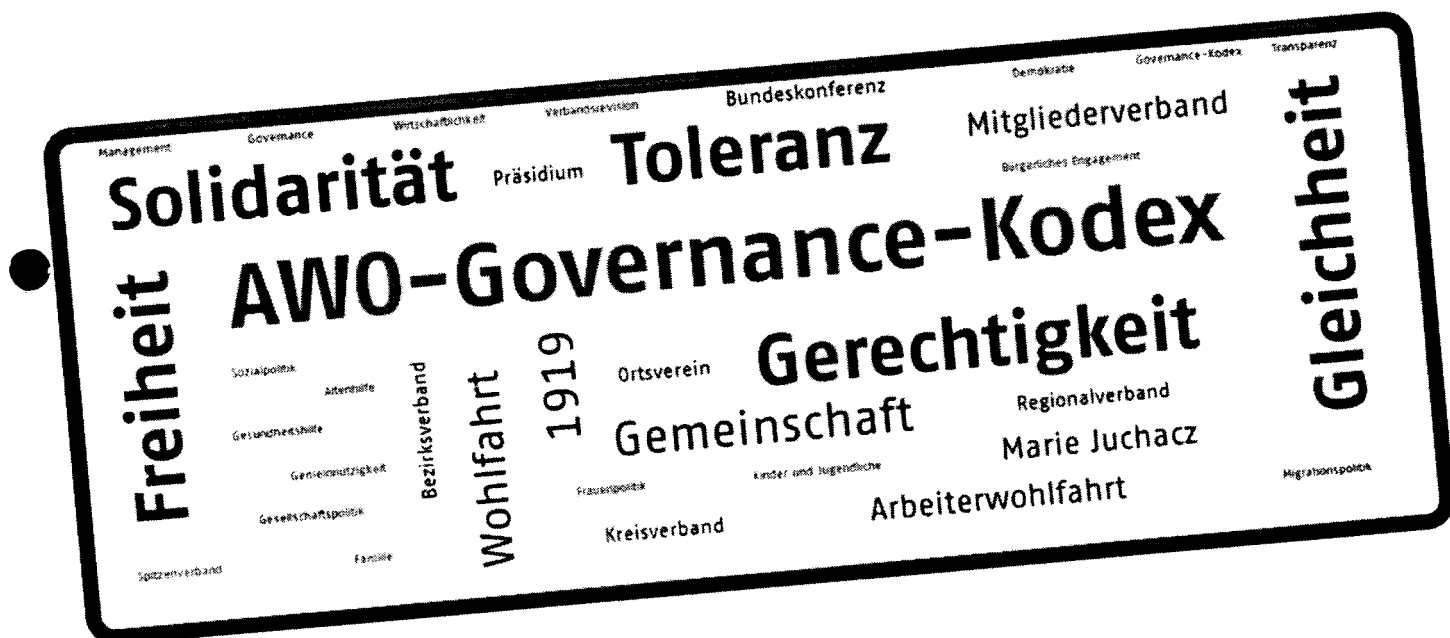 Management
Governance
Wirtschaftlichkeit
Verbandsrevision
Bundeskonferenz
Demokratie
Governance-Kodex
Transparenz
Solidarität
Präsidium
Toleranz
Mitgliederverband
Bürgerliches Engagement
AWO-Governance-Kodex
Gleichheit
Freiheit
Sozialpolitik
Altenhilfe
Gesundheitshilfe
Gemeinnützigkeit
Gesellschaftspolitik
Familie
Spitzenverband
Bezirksverband
Wohlfahrt
1919
Ortsverein
Gerechtigkeit
Gemeinschaft
Regionalverband
Marie Juchacz
Frauenpolitik
Kinder und Jugendliche
Kreisverband
Arbeiterwohlfahrt
Migrationspolitik